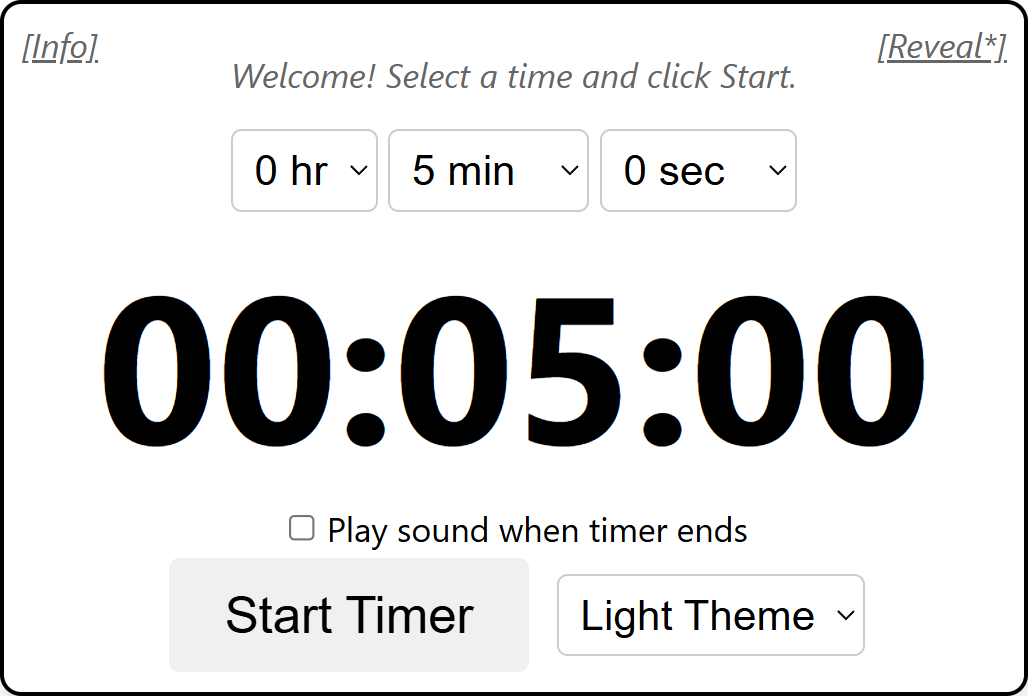 [Info]
[Reveal*]
Welcome! Select a time and click Start.
0 hr 5 min 0 sec
00:05:00
Play sound when timer ends
Start Timer Light Theme